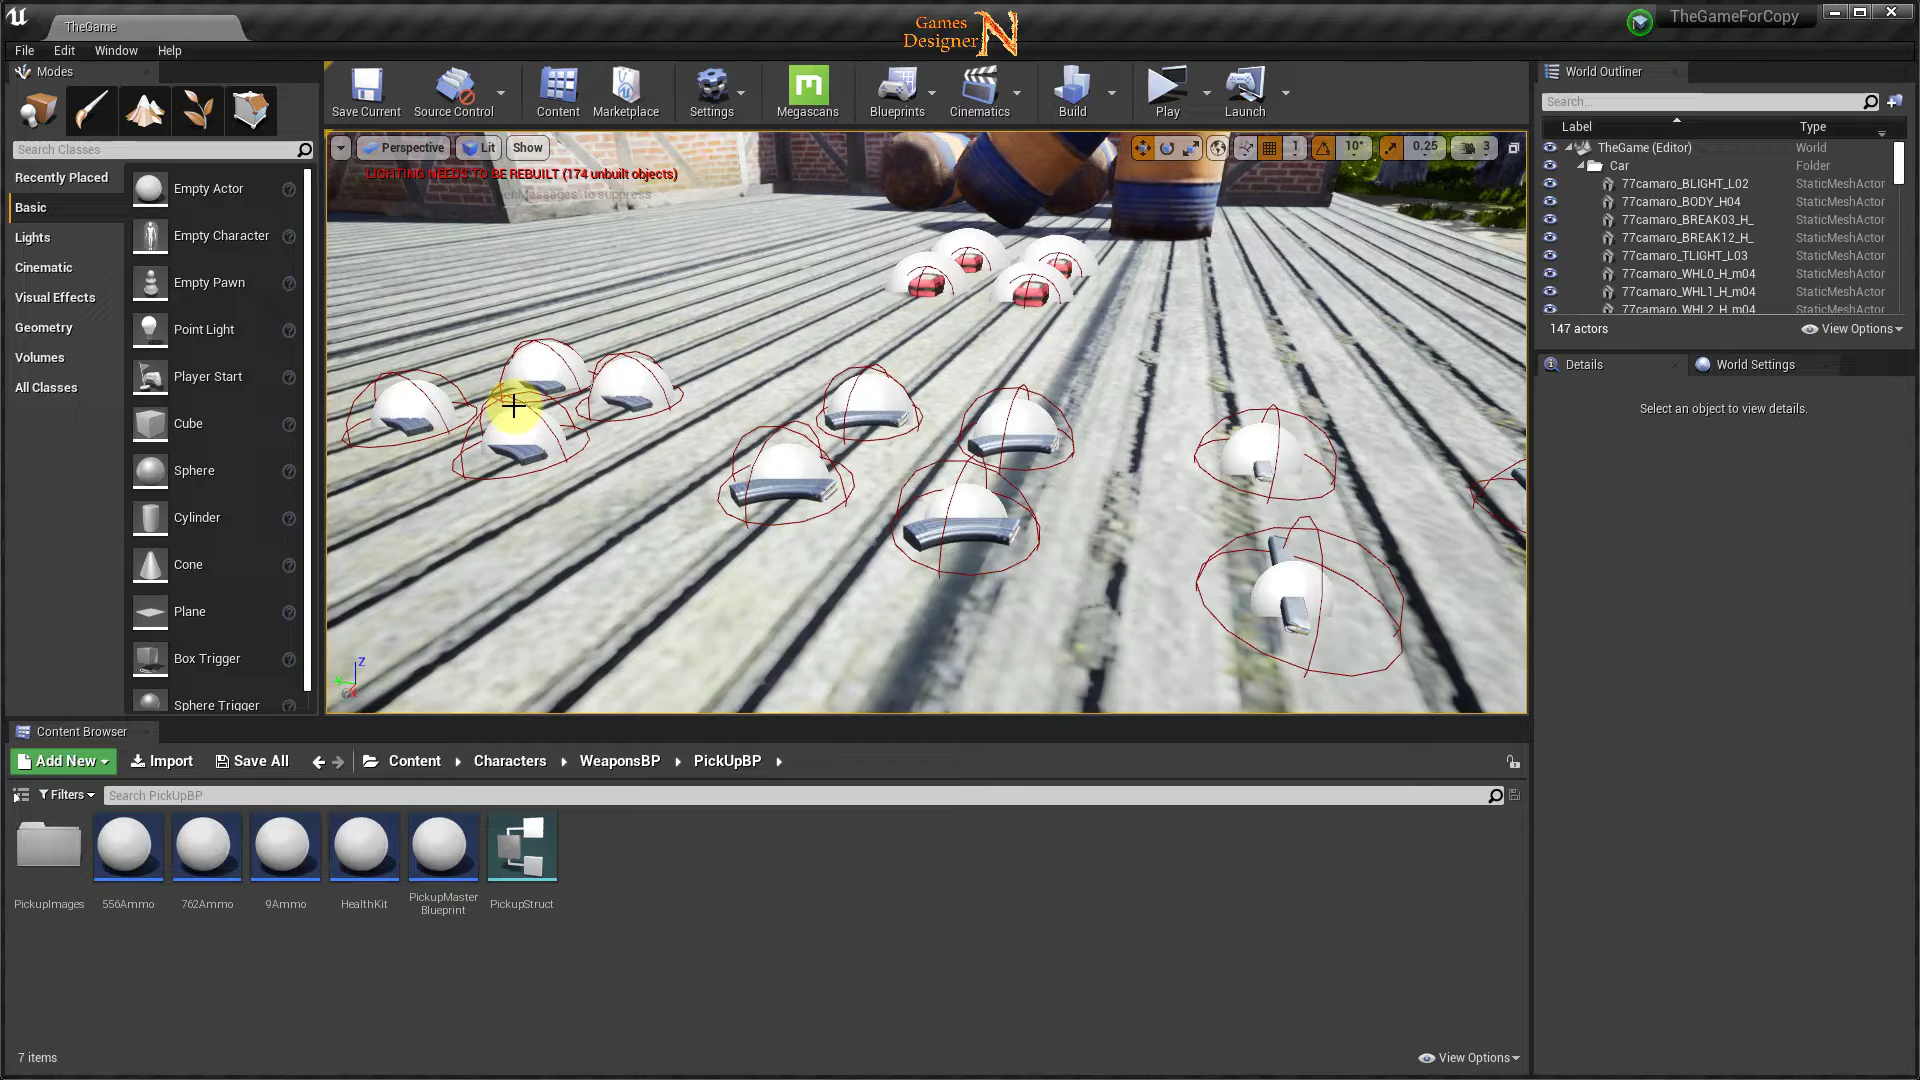 TheGame
Games
Designer
N
TheGameForCopy
File Edit Window Help
Modes
Search Classes
Recently Placed
Basic
Lights
Cinematic
Visual Effects
Geometry
Volumes
All Classes
Empty Actor
Empty Character
Empty Pawn
Point Light
Player Start
Cube
Sphere
Cylinder
Cone
Plane
Box Trigger
Sphere Trigger
Save Current
Source Control
Content
Marketplace
Settings
Megascans
Blueprints
Cinematics
Build
Play
Launch
Perspective
Lit
Show
1
10°
0.25
3
LIGHTING NEEDS TO BE REBUILT (174 unbuilt objects)
Messages' to suppress
Z
World Outliner
Search...
Label Type
TheGame (Editor) World
Car Folder
77camaro_BLIGHT_L02 StaticMeshActor
77camaro_BODY_H04 StaticMeshActor
77camaro_BREAK03_H_ StaticMeshActor
77camaro_BREAK12_H_ StaticMeshActor
77camaro_TLIGHT_L03 StaticMeshActor
77camaro_WHL0_H_m04 StaticMeshActor
77camaro_WHL1_H_m04 StaticMeshActor
77camaro_WHL2_H_m04 StaticMeshActor
147 actors
View Options
Details
World Settings
Select an object to view details.
Content Browser
Add New
Import
Save All
Content
Characters
WeaponsBP
PickUpBP
Filters
Search PickUpBP
PickupImages
556Ammo
762Ammo
9Ammo
HealthKit
PickupMaster
Blueprint
PickupStruct
7 items
View Options